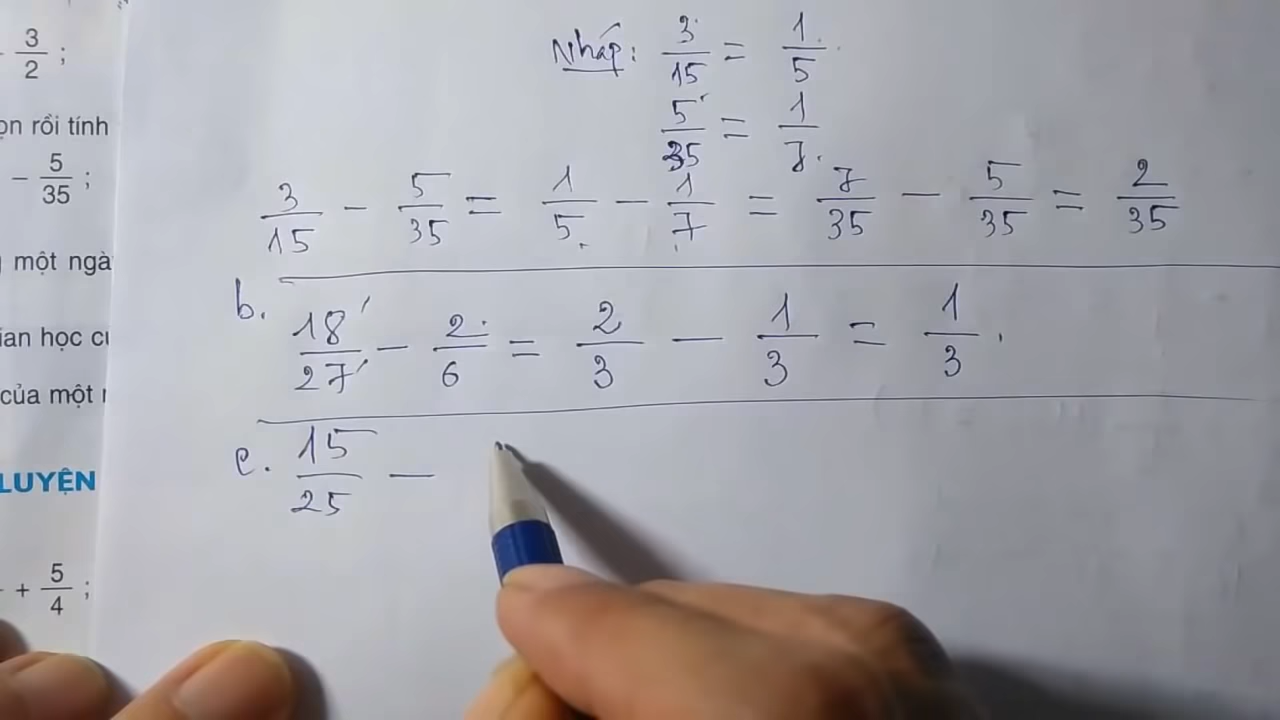 - 3/2 ;
ọn rồi tính
- 5/35 ;
một ngà
ian học củ
của một
LUYỆN
+ 5/4 ;
Nháp: 3/15 = 1/5
5/35 = 1/7
3/15 - 5/35 = 1/5 - 1/7 = 7/35 - 5/35 = 2/35
b. 18/27 - 2/6 = 2/3 - 1/3 = 1/3.
c. 15/25 -